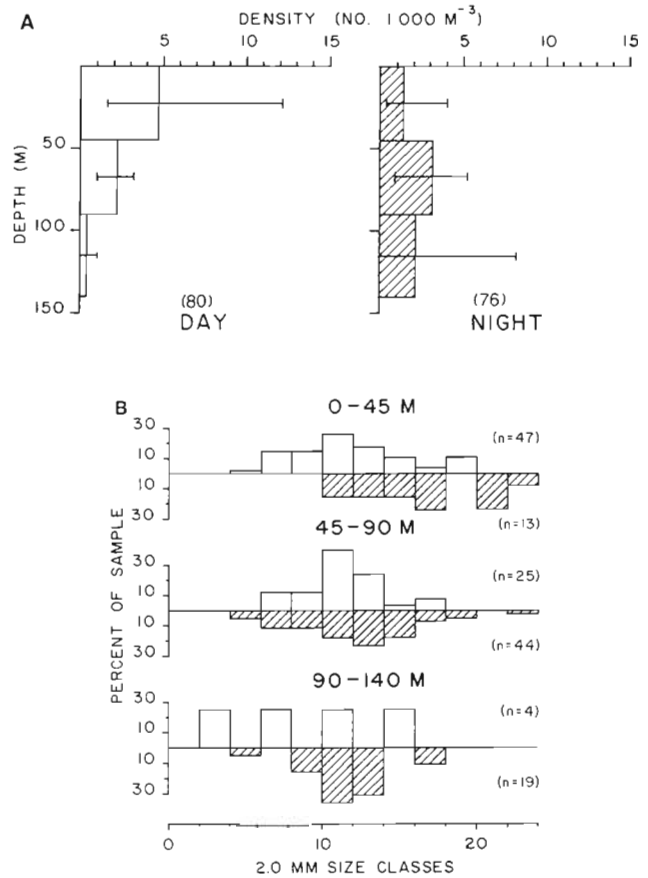 A
DENSITY (NO. 1000 M⁻³)
5 10 15 5 10 15
DEPTH (M)
50
100
150
(80)
DAY
(76)
NIGHT
B
0-45 M
PERCENT OF SAMPLE
30
10
10
30
(n=47)
(n=13)
45-90 M
30
10
10
30
(n=25)
(n=44)
90-140 M
30
10
10
30
(n=4)
(n=19)
0 10 20
2.0 MM SIZE CLASSES